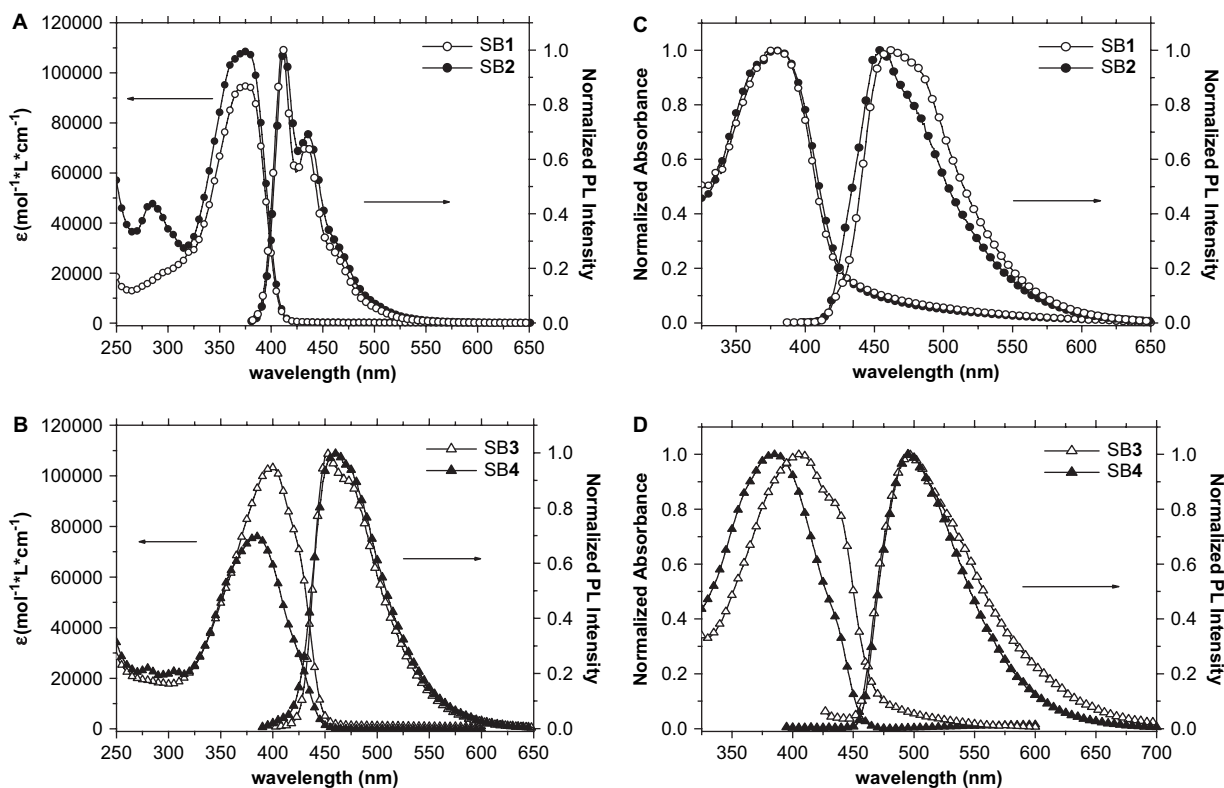 A
120000
100000
80000
60000
40000
20000
0
ε(mol-1*L*cm-1)
250 300 350 400 450 500 550 600 650
wavelength (nm)
1.0
0.8
0.6
0.4
0.2
0.0
Normalized PL Intensity
SB1
SB2
C
1.0
0.8
0.6
0.4
0.2
0.0
Normalized Absorbance
350 400 450 500 550 600 650
wavelength (nm)
1.0
0.8
0.6
0.4
0.2
0.0
Normalized PL Intensity
SB1
SB2
B
120000
100000
80000
60000
40000
20000
0
ε(mol-1*L*cm-1)
250 300 350 400 450 500 550 600 650
wavelength (nm)
1.0
0.8
0.6
0.4
0.2
0.0
Normalized PL Intensity
SB3
SB4
D
1.0
0.8
0.6
0.4
0.2
0.0
Normalized Absorbance
350 400 450 500 550 600 650 700
wavelength (nm)
1.0
0.8
0.6
0.4
0.2
0.0
Normalized PL Intensity
SB3
SB4